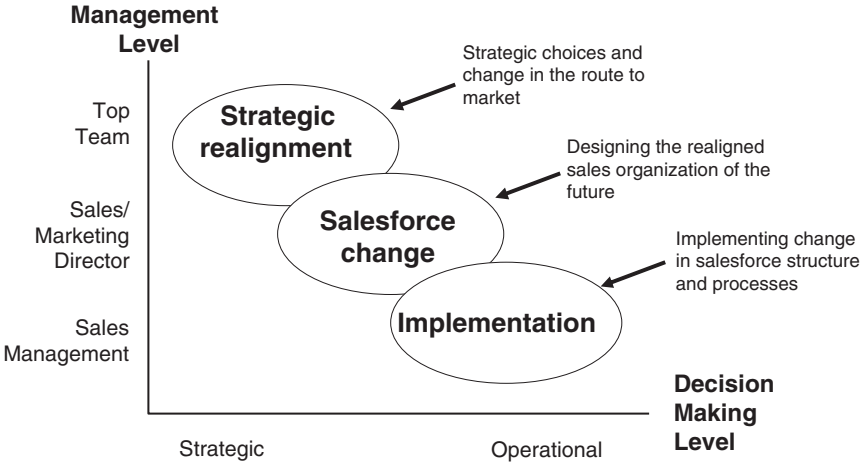 Management
Level
Strategic choices and
change in the route to
market
Top
Team
Strategic
realignment
Designing the realigned
sales organization of the
future
Sales/
Marketing
Director
Salesforce
change
Implementing change
in salesforce structure
and processes
Sales
Management
Implementation
Decision
Making
Level
Strategic
Operational